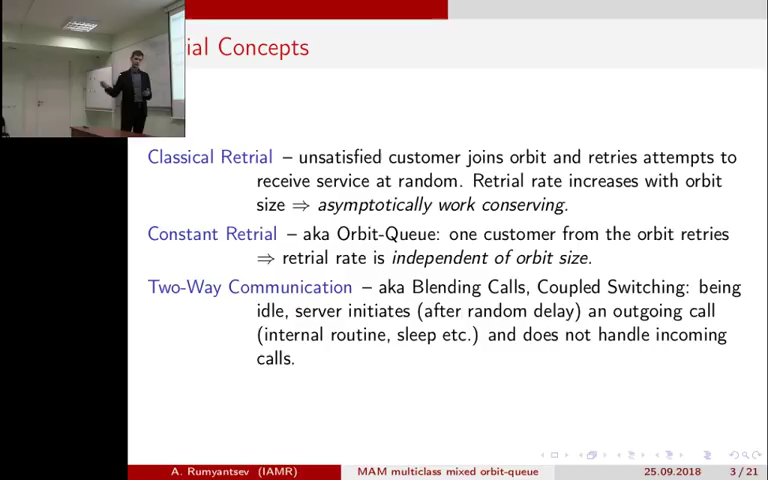 ial Concepts
Classical Retrial – unsatisfied customer joins orbit and retries attempts to
receive service at random. Retrial rate increases with orbit
size ⇒ asymptotically work conserving.
Constant Retrial – aka Orbit-Queue: one customer from the orbit retries
⇒ retrial rate is independent of orbit size.
Two-Way Communication – aka Blending Calls, Coupled Switching: being
idle, server initiates (after random delay) an outgoing call
(internal routine, sleep etc.) and does not handle incoming
calls.
A. Rumyantsev (IAMR) MAM multiclass mixed orbit-queue 25.09.2018 3 / 21